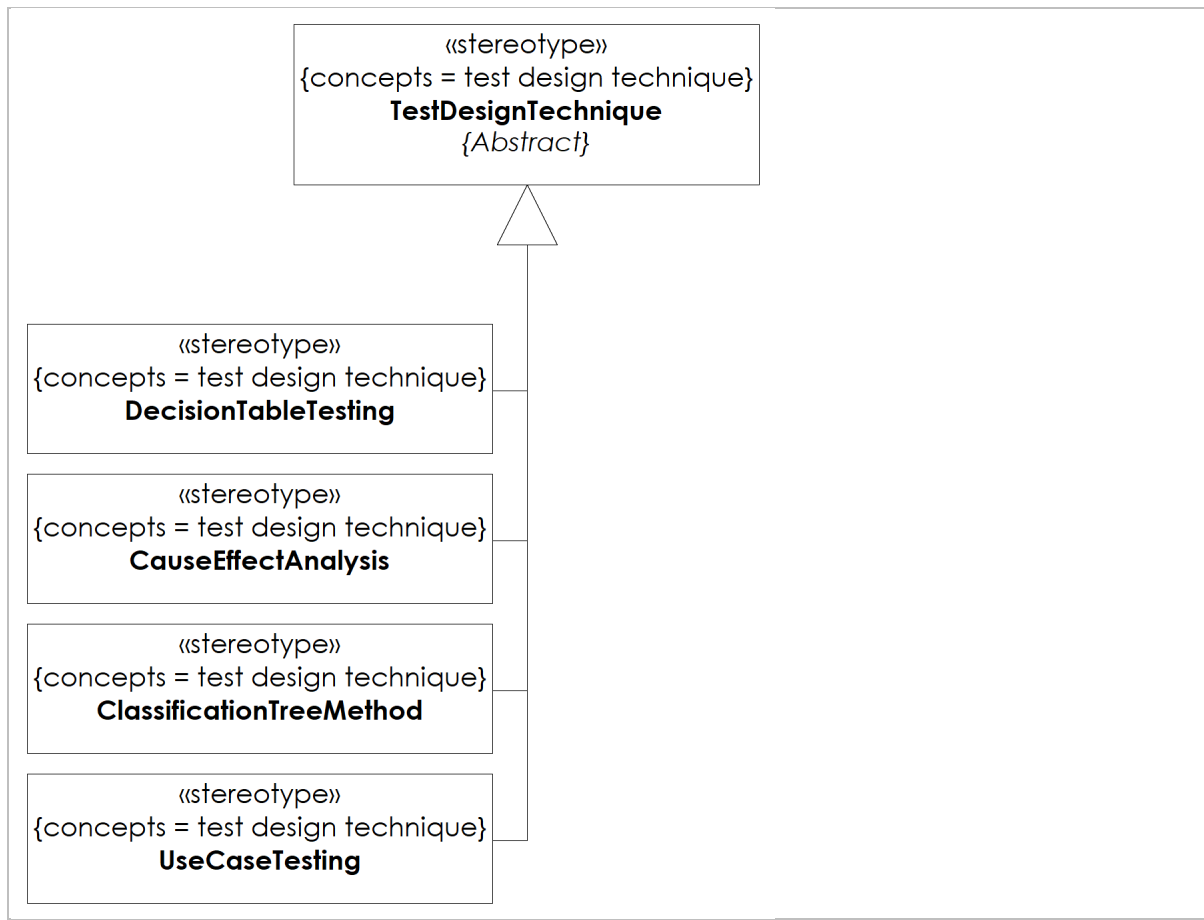 «stereotype»
{concepts = test design technique}
TestDesignTechnique
{Abstract}
«stereotype»
{concepts = test design technique}
DecisionTableTesting
«stereotype»
{concepts = test design technique}
CauseEffectAnalysis
«stereotype»
{concepts = test design technique}
ClassificationTreeMethod
«stereotype»
{concepts = test design technique}
UseCaseTesting